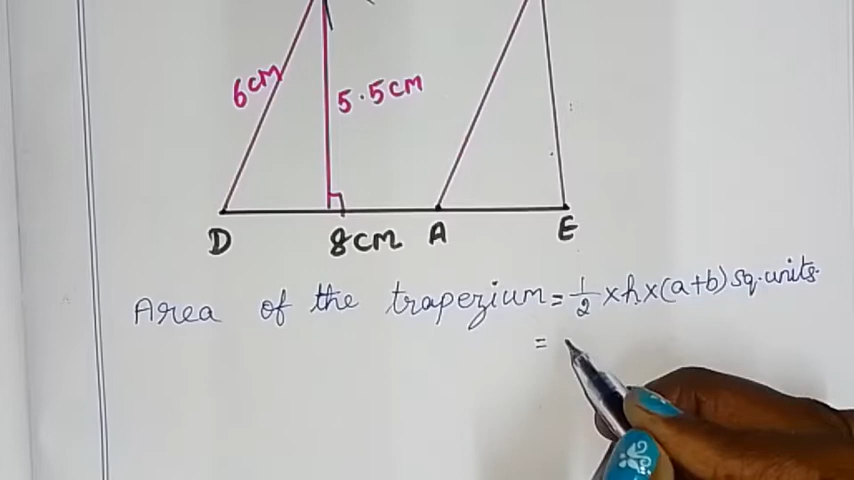 6cm
5.5cm
D 8cm A E
Area of the trapezium = 1/2 × h × (a+b) sq.units.
=